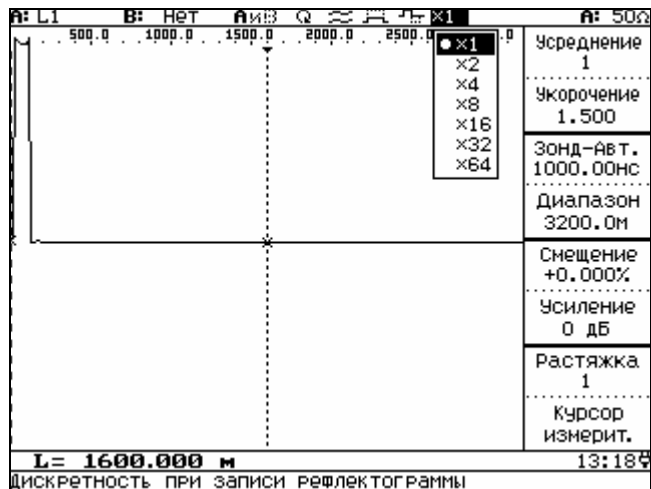 A: L1 B: Нет АиВ ×1 A: 50Ω
500.0 1000.0 1500.0 2000.0 2500.0 .0
×1
×2
×4
×8
×16
×32
×64
Усреднение
1
Укорочение
1.500
Зонд-Авт.
1000.00нс
Диапазон
3200.0м
Смещение
+0.000%
Усиление
0 дБ
Растяжка
1
Курсор
измерит.
L= 1600.000 м 13:18
Дискретность при записи рефлектограммы